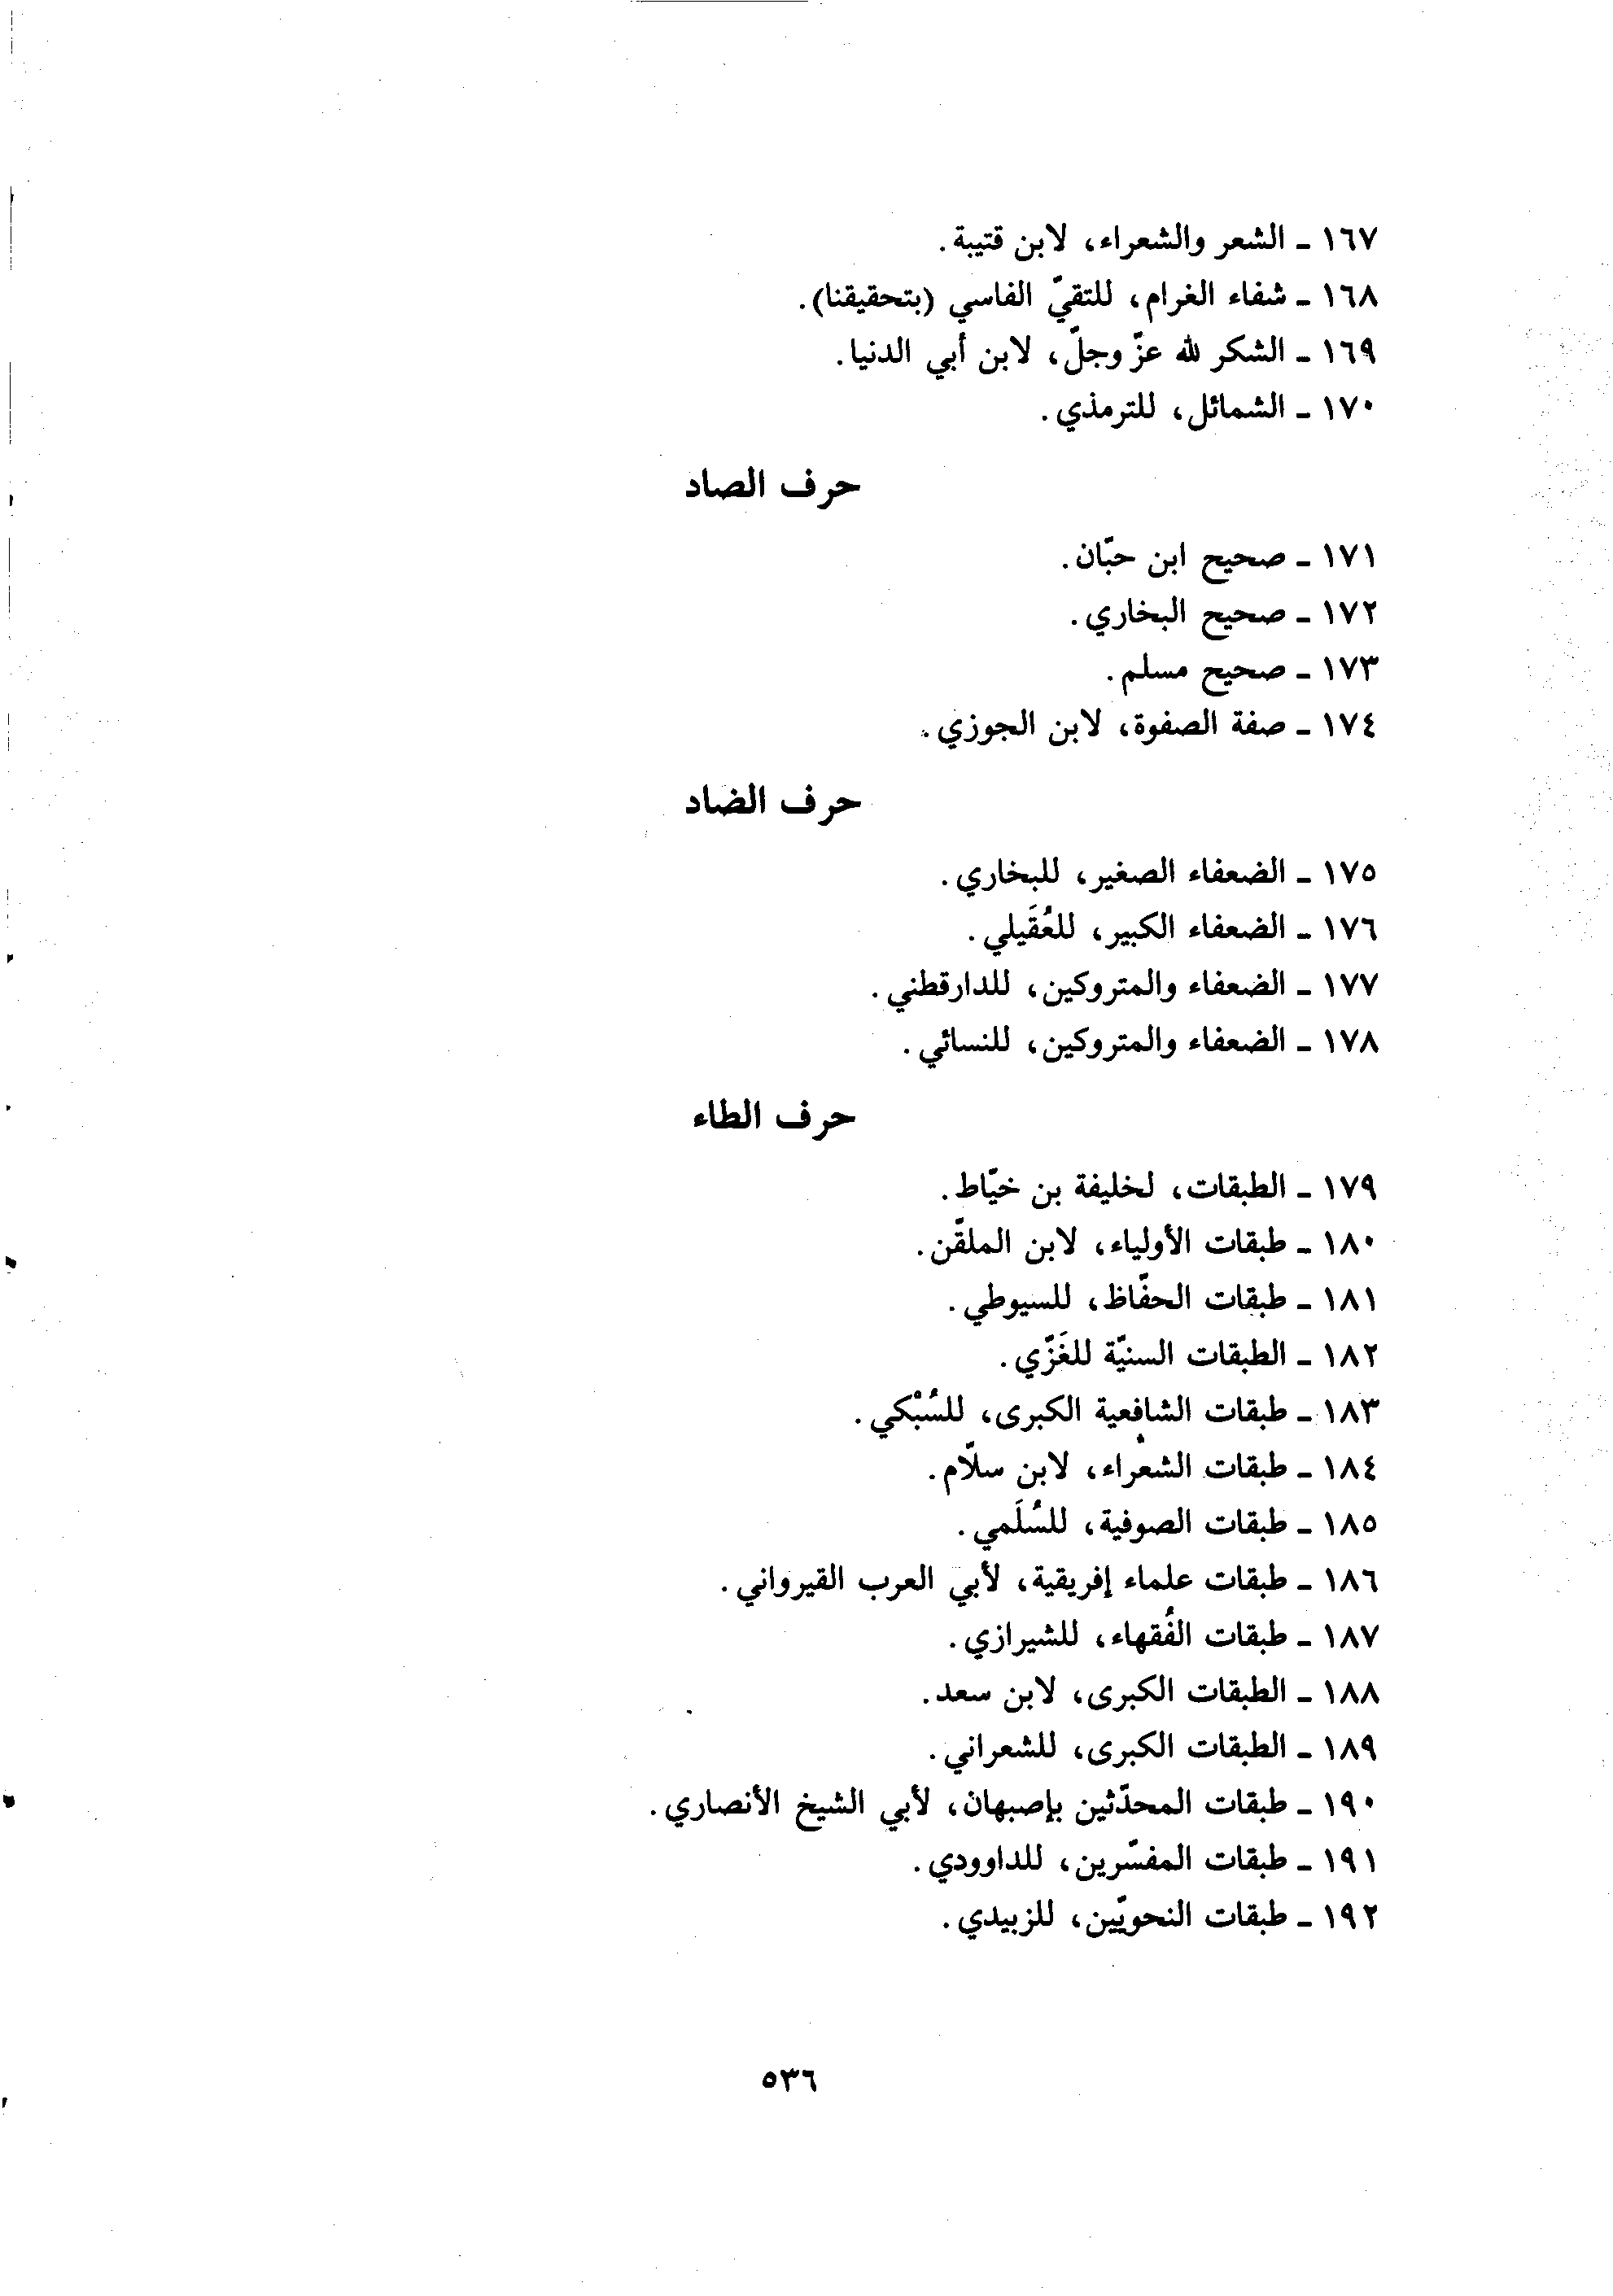 ١٦٧ - الشعر والشعراء، لابن قتيبة.
١٦٨ - شفاء الغرام، للتقيّ الفاسي (بتحقيقنا).
١٦٩ - الشكر لله عزّ وجلّ، لابن أبي الدنيا.
١٧٠ - الشمائل، للترمذي.
حرف الصاد
١٧١ - صحيح ابن حبّان.
١٧٢ - صحيح البخاري.
١٧٣ - صحيح مسلم.
١٧٤ - صفة الصفوة، لابن الجوزي.
حرف الضاد
١٧٥ - الضعفاء الصغير، للبخاري.
١٧٦ - الضعفاء الكبير، للعُقَيلي.
١٧٧ - الضعفاء والمتروكين، للدارقطني.
١٧٨ - الضعفاء والمتروكين، للنسائي.
حرف الطاء
١٧٩ - الطبقات، لخليفة بن خيّاط.
١٨٠ - طبقات الأولياء، لابن الملقّن.
١٨١ - طبقات الحفّاظ، للسيوطي.
١٨٢ - الطبقات السنيّة للغَزّي.
١٨٣ - طبقات الشافعية الكبرى، للسُبْكي.
١٨٤ - طبقات الشعراء، لابن سلّام.
١٨٥ - طبقات الصوفية، للسُلَمي.
١٨٦ - طبقات علماء إفريقية، لأبي العرب القيرواني.
١٨٧ - طبقات الفُقهاء، للشيرازي.
١٨٨ - الطبقات الكبرى، لابن سعد.
١٨٩ - الطبقات الكبرى، للشعراني.
١٩٠ - طبقات المحدّثين بإصبهان، لأبي الشيخ الأنصاري.
١٩١ - طبقات المفسّرين، للداوودي.
١٩٢ - طبقات النحويّين، للزبيدي.
٥٣٦